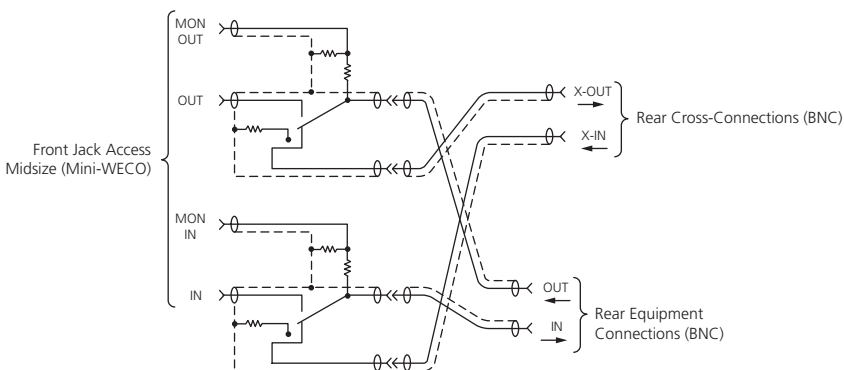 MON
OUT
OUT
Front Jack Access
Midsize (Mini-WECO)
MON
IN
IN
X-OUT
X-IN
Rear Cross-Connections (BNC)
OUT
IN
Rear Equipment
Connections (BNC)